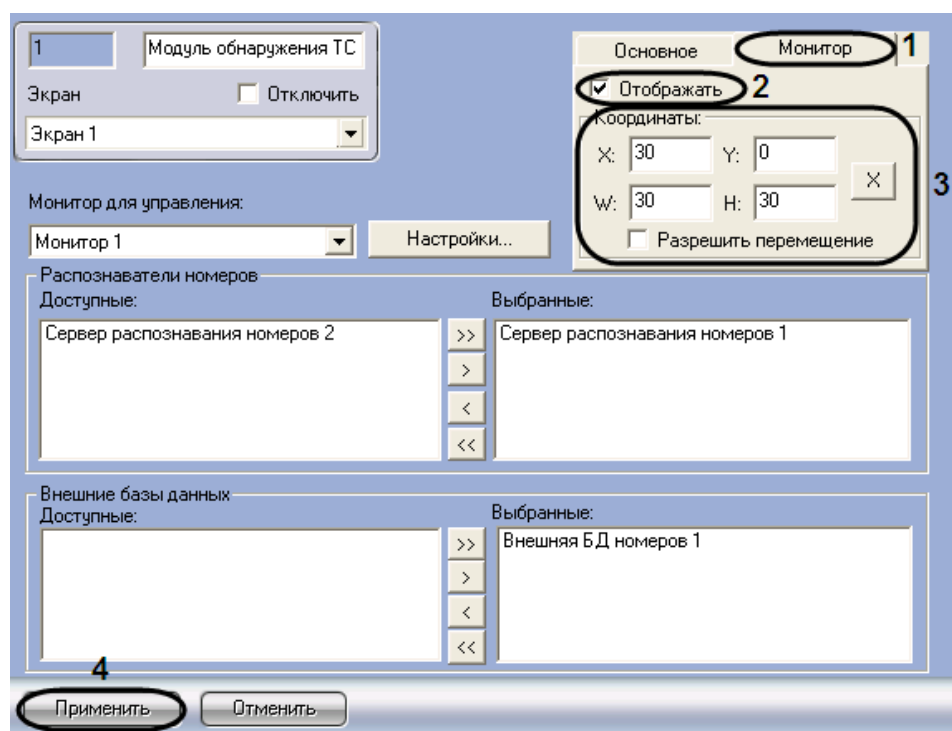 1 Модуль обнаружения ТС
Экран Отключить
Экран 1
Основное Монитор 1
Отображать 2
Координаты:
X: 30 Y: 0
X 3
W: 30 H: 30
Разрешить перемещение
Монитор для управления:
Монитор 1 Настройки...
Распознаватели номеров
Доступные: Выбранные:
Сервер распознавания номеров 2 >> Сервер распознавания номеров 1
>
<
<<
Внешние базы данных
Доступные: Выбранные:
>> Внешняя БД номеров 1
>
<
<<
4
Применить Отменить